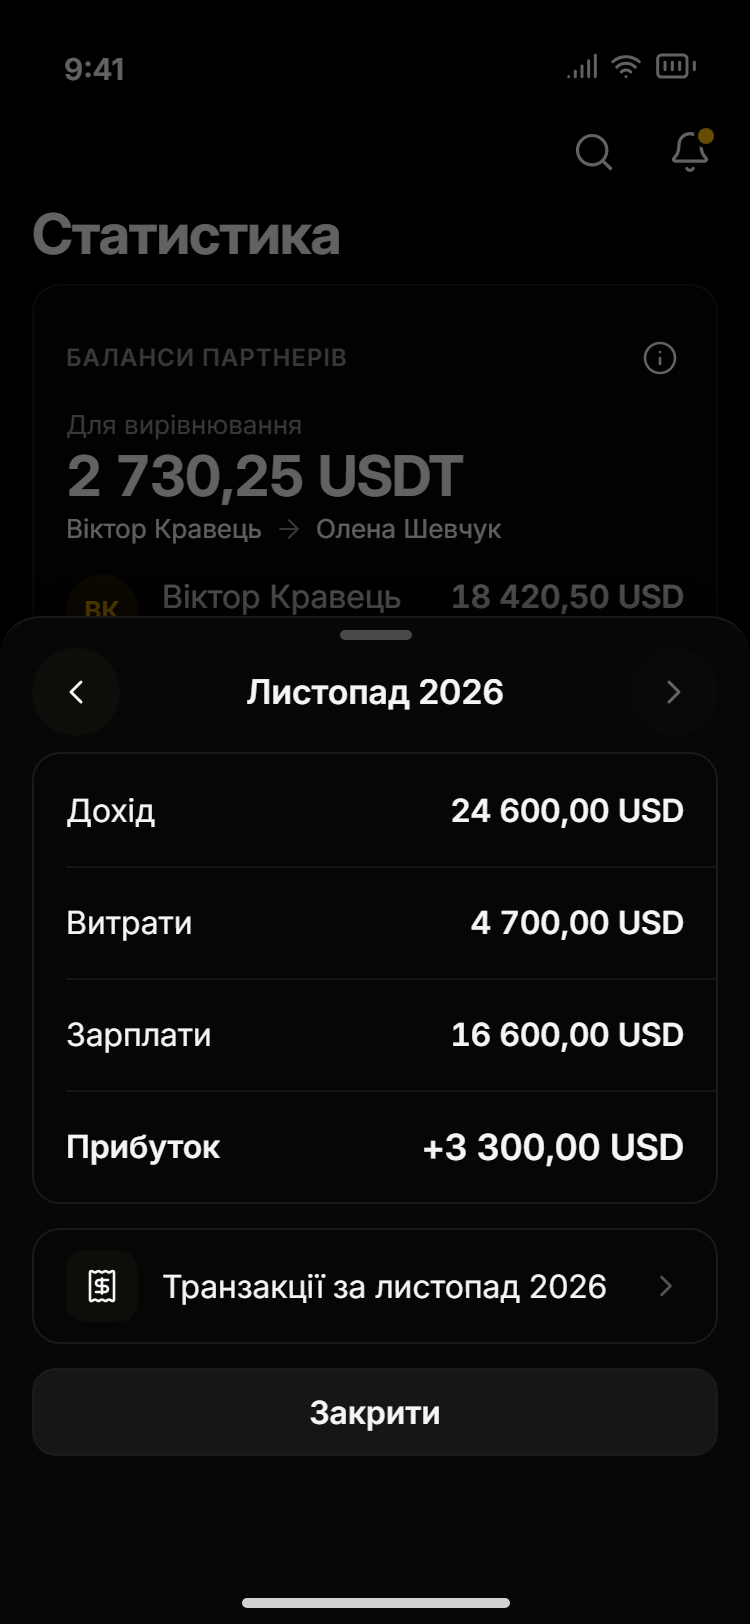 9:41
Статистика
БАЛАНСИ ПАРТНЕРІВ
Для вирівнювання
2 730,25 USDT
Віктор Кравець → Олена Шевчук
ВК Віктор Кравець 18 420,50 USD
Листопад 2026
Дохід 24 600,00 USD
Витрати 4 700,00 USD
Зарплати 16 600,00 USD
Прибуток +3 300,00 USD
Транзакції за листопад 2026
Закрити